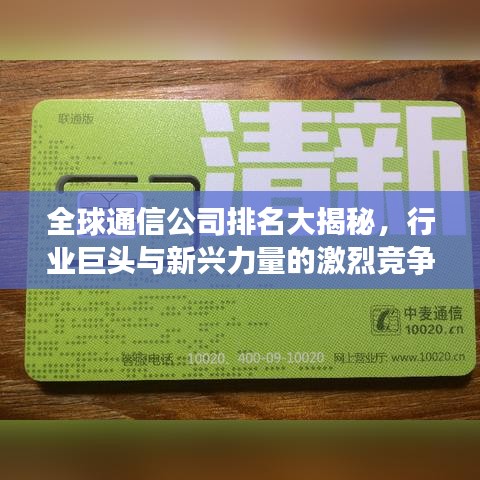 联通版
清新
全球通信公司排名大揭秘，行
业巨头与新兴力量的激烈竞争
中麦通信
10020.cn
客服电话：10020、400-09-10020 网上营业厅：www.10020.cn